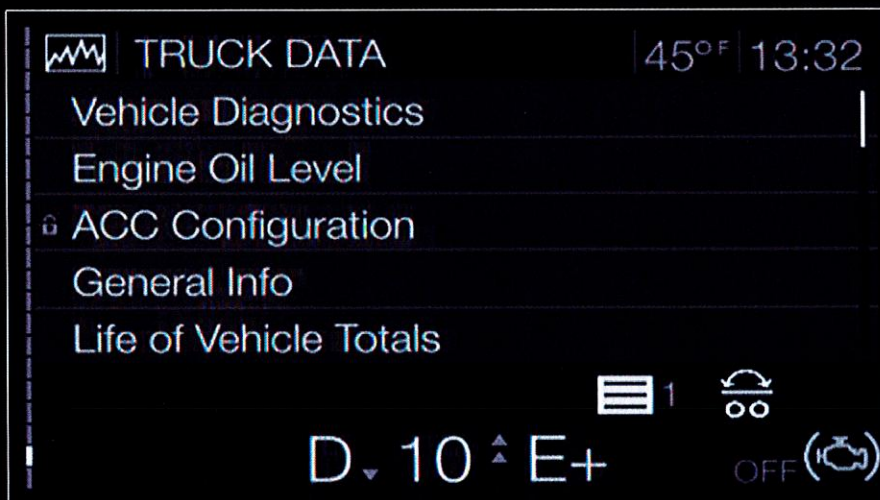 TRUCK DATA 45°F 13:32
Vehicle Diagnostics
Engine Oil Level
ACC Configuration
General Info
Life of Vehicle Totals
1
D 10 E+ OFF